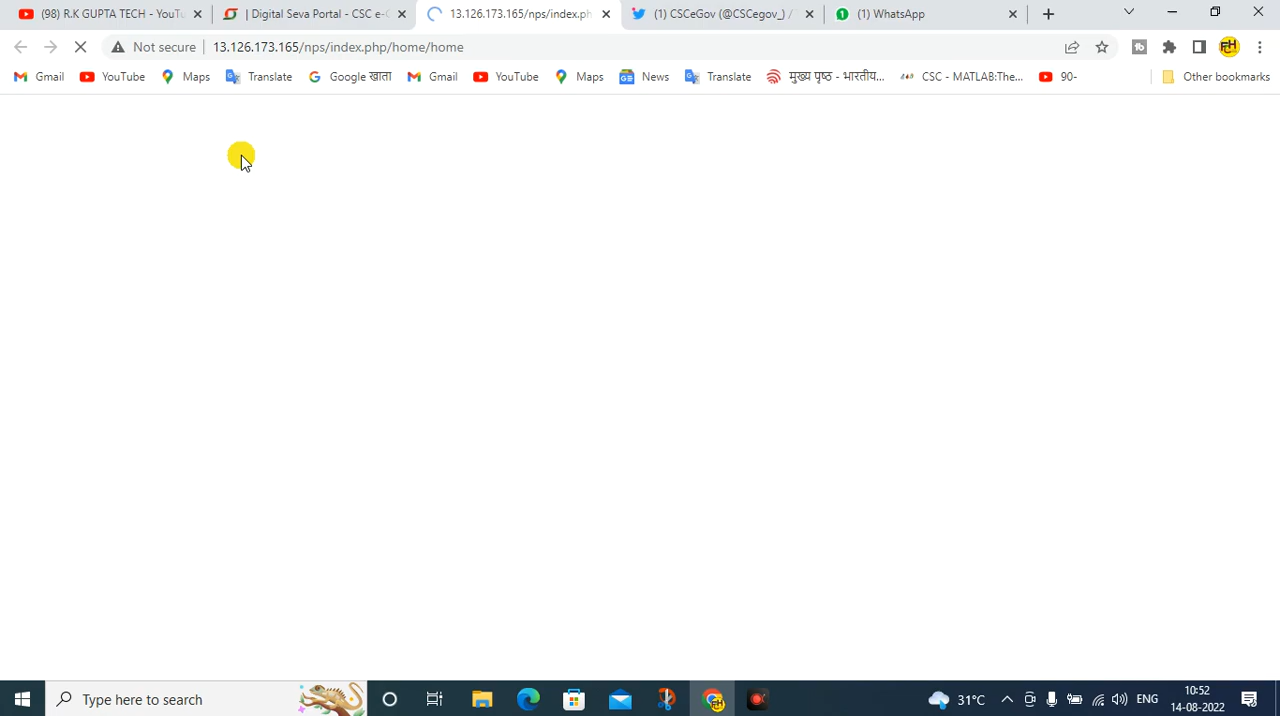 (98) R.K GUPTA TECH - YouTu
| Digital Seva Portal - CSC e-G
13.126.173.165/nps/index.ph
(1) CSCeGov (@CSCegov_) /
(1) WhatsApp
Not secure
13.126.173.165/nps/index.php/home/home
Gmail
YouTube
Maps
Translate
Google खाता
Gmail
YouTube
Maps
News
Translate
मुख्य पृष्ठ - भारतीय...
CSC - MATLAB:The...
90-
Other bookmarks
Type here to search
31°C
ENG
10:52
14-08-2022